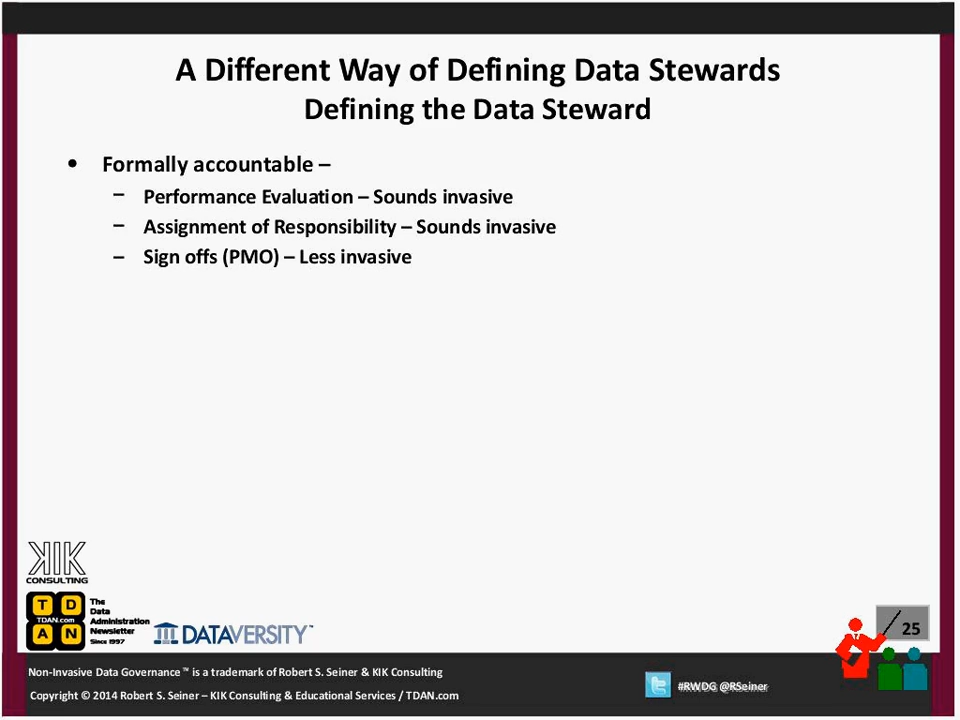 A Different Way of Defining Data Stewards
Defining the Data Steward
• Formally accountable –
– Performance Evaluation – Sounds invasive
– Assignment of Responsibility – Sounds invasive
– Sign offs (PMO) – Less invasive
KIK
CONSULTING
T D
TDAN.com
A N
The
Data
Administration
Newsletter
Since 1997
DATAVERSITY™
25
Non-Invasive Data Governance ™ is a trademark of Robert S. Seiner & KIK Consulting
Copyright © 2014 Robert S. Seiner – KIK Consulting & Educational Services / TDAN.com
#RWDG @RSeiner